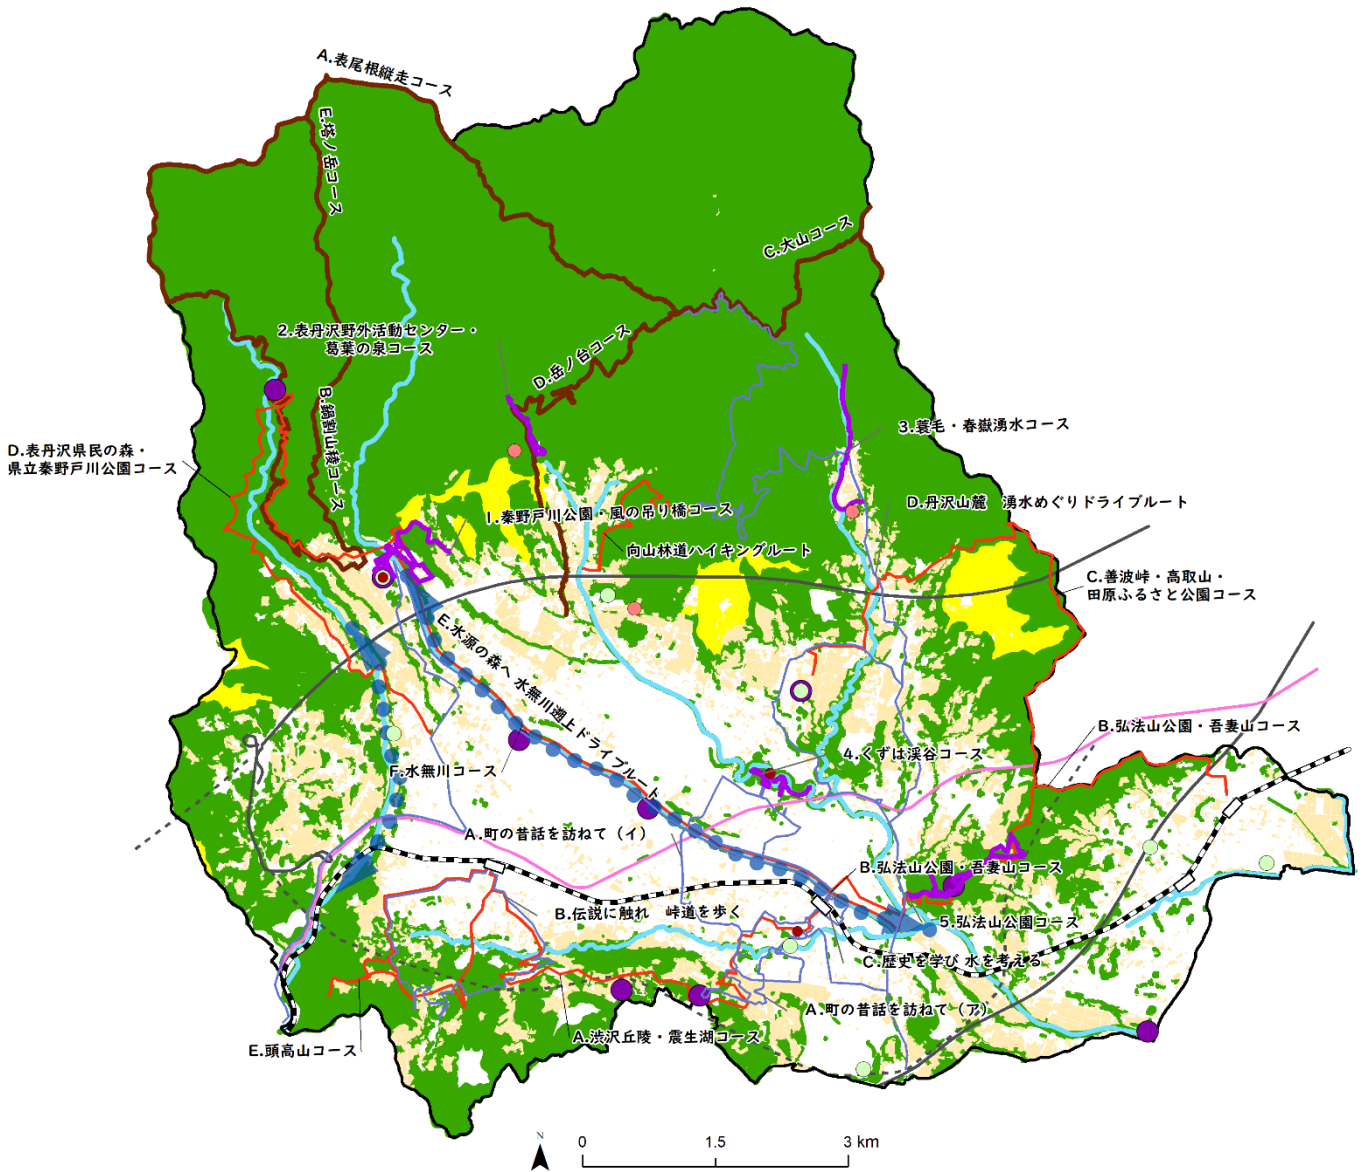 A.表尾根縦走コース
E.塔ノ岳コース
C.大山コース
2.表丹沢野外活動センター・
葛葉の泉コース
D.岳ノ台コース
B.鍋割山稜コース
3.蓑毛・春嶽湧水コース
D.表丹沢県民の森・
県立秦野戸川公園コース
D.丹沢山麓 湧水めぐりドライブルート
1.秦野戸川公園・風の吊り橋コース
向山林道ハイキングルート
C.善波峠・高取山・
田原ふるさと公園コース
E.水源の森へ 水無川遡上ドライブルート
B.弘法山公園・吾妻山コース
4.くずは渓谷コース
F.水無川コース
A.町の昔話を訪ねて（イ）
B.弘法山公園・吾妻山コース
B.伝説に触れ 峠道を歩く
5.弘法山公園コース
C.歴史を学び 水を考える
A.町の昔話を訪ねて（ア）
A.渋沢丘陵・震生湖コース
E.頭高山コース
N
0 1.5 3 km